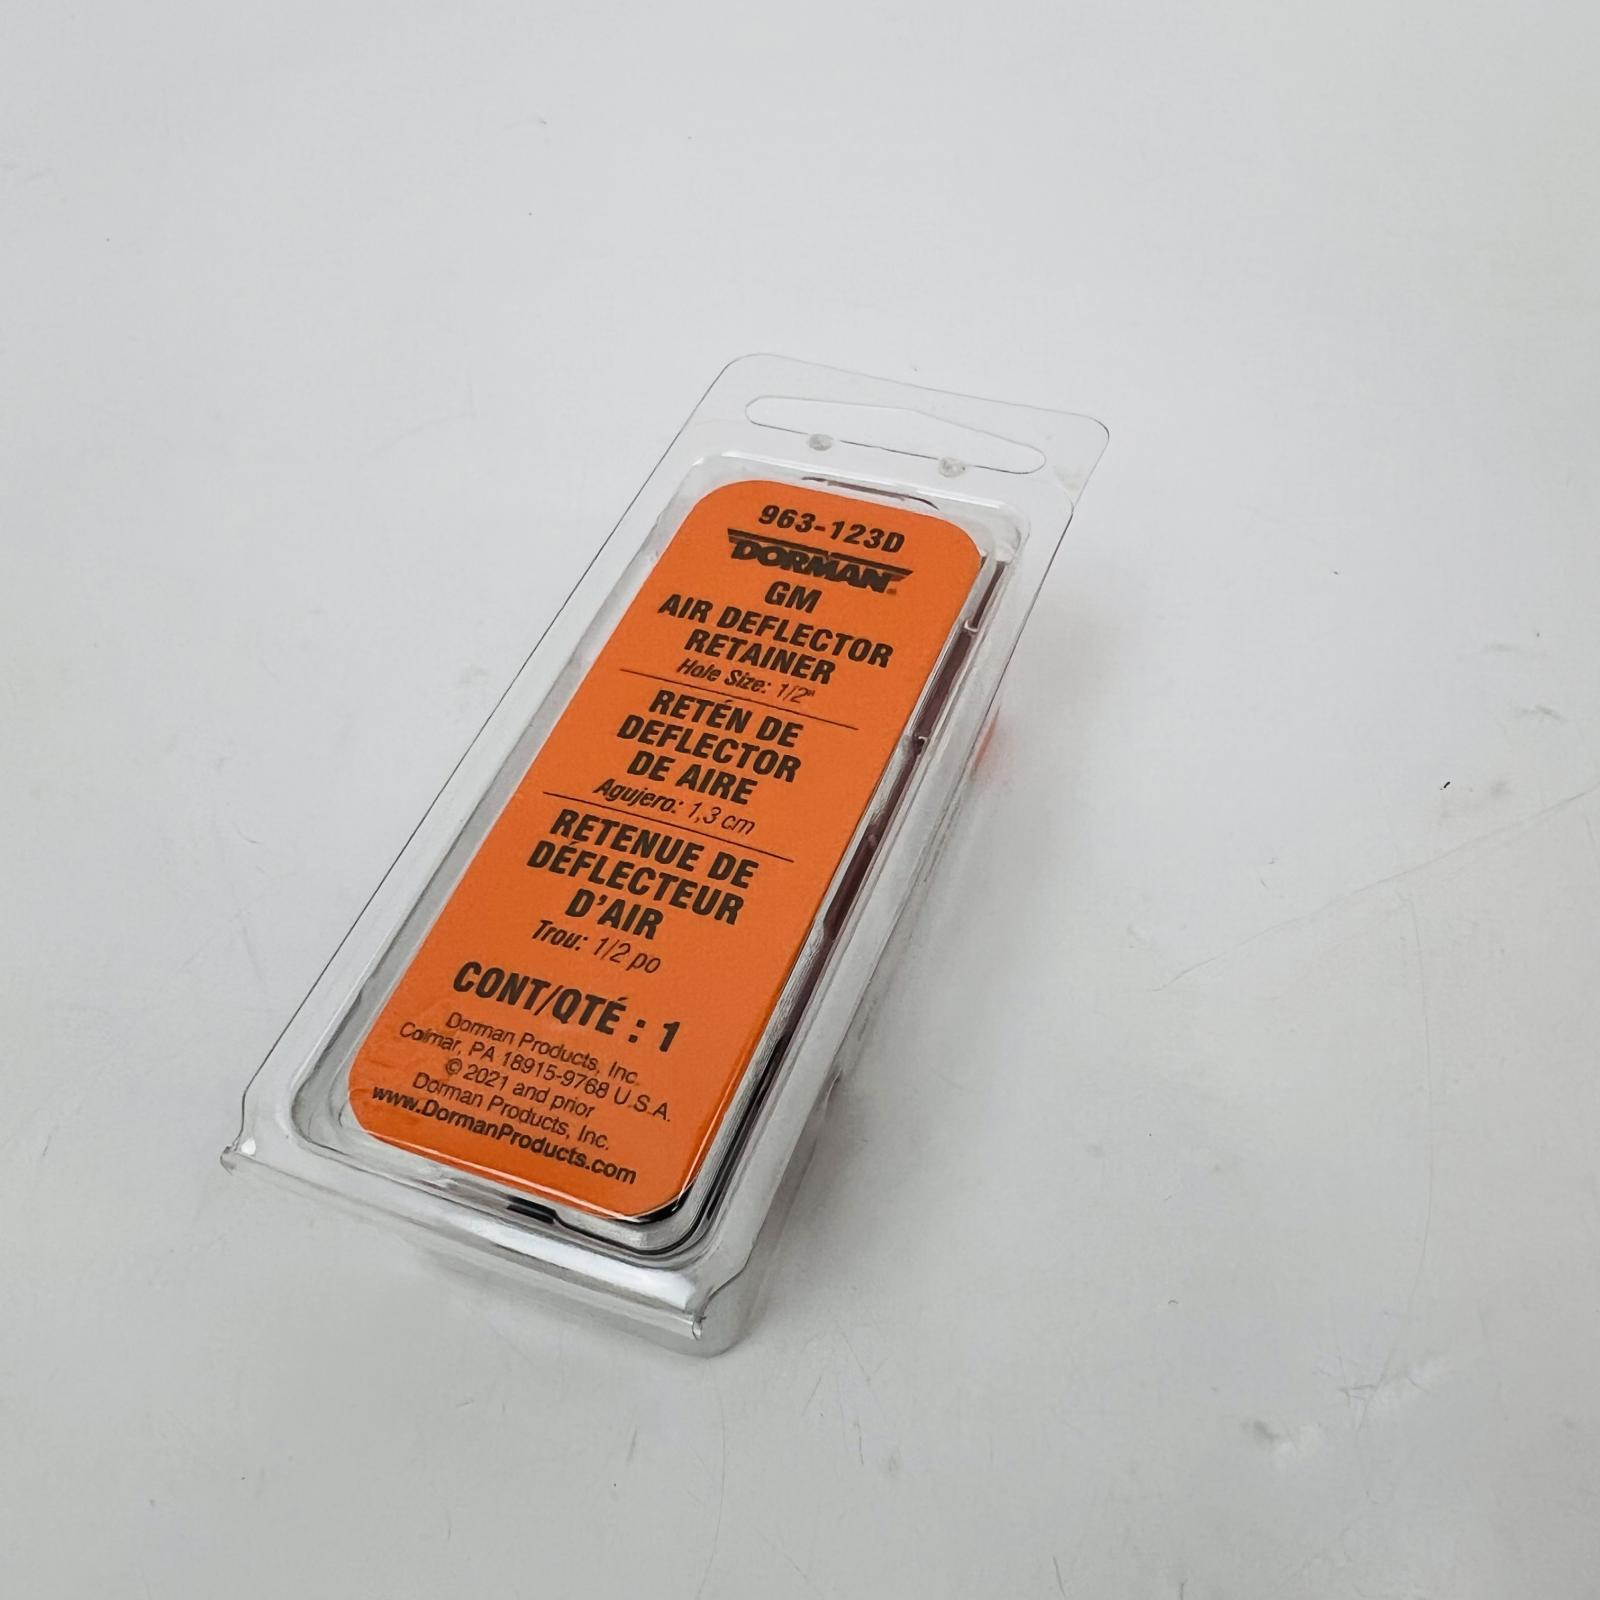 963-123D
DORMAN
GM
AIR DEFLECTOR
RETAINER
Hole Size: 1/2"
RETÉN DE
DEFLECTOR
DE AIRE
Agujero: 1,3 cm
RETENUE DE
DÉFLECTEUR
D'AIR
Trou: 1/2 po
CONT/QTÉ : 1
Dorman Products, Inc.
Colmar, PA 18915-9768 U.S.A.
© 2021 and prior
Dorman Products, Inc.
www.DormanProducts.com